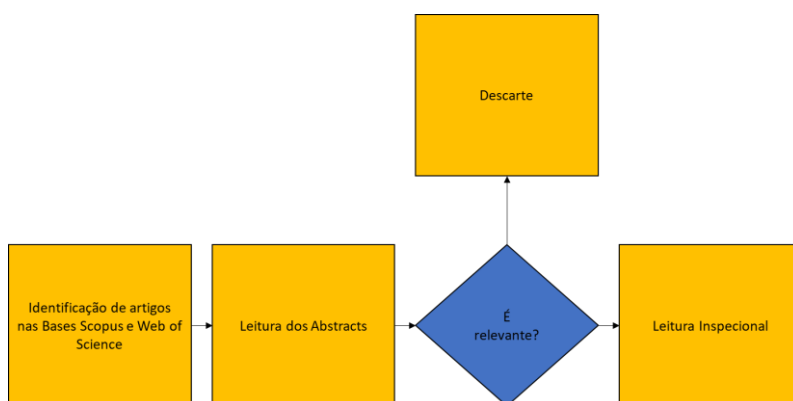 Descarte
Identificação de artigos
nas Bases Scopus e Web of
Science
Leitura dos Abstracts
É
relevante?
Leitura Inspecional